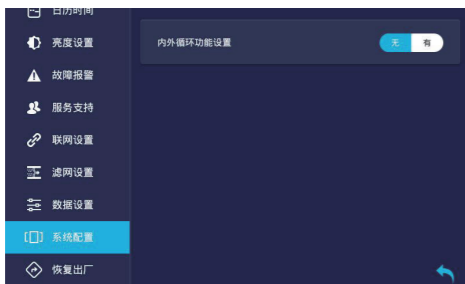 日历时间
亮度设置
内外循环功能设置
无 有
故障报警
服务支持
联网设置
滤网设置
数据设置
系统配置
恢复出厂